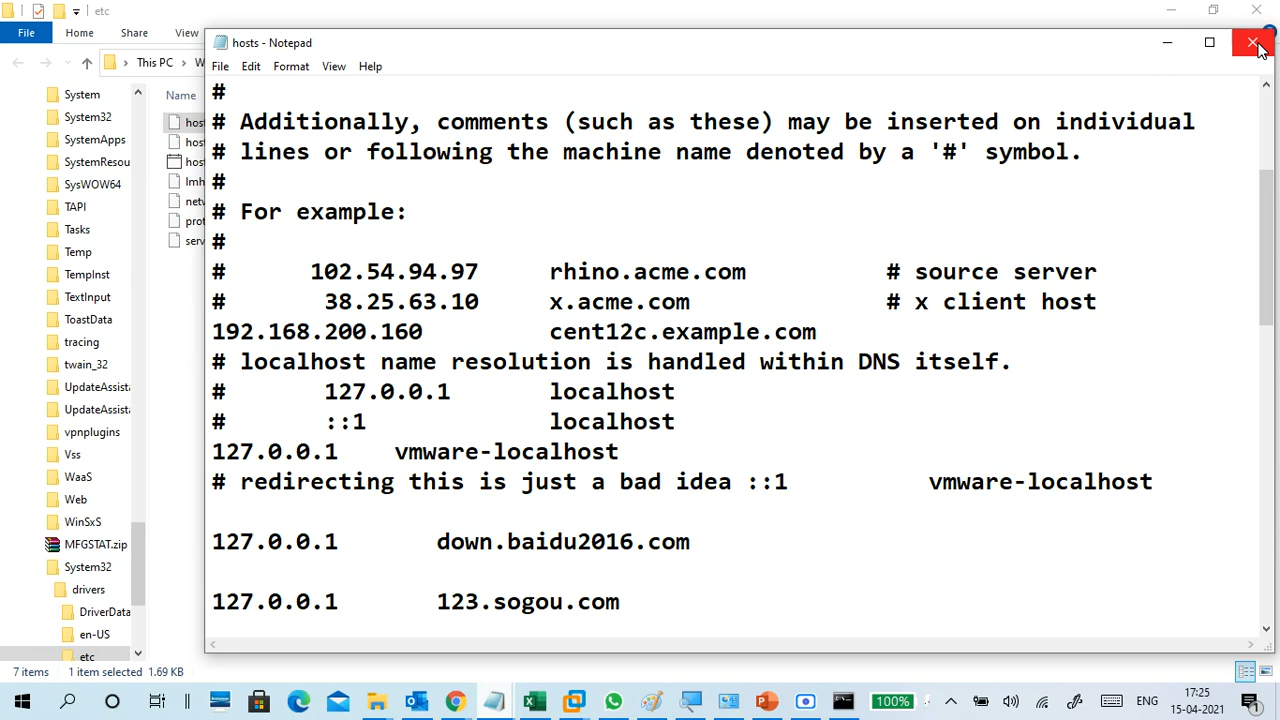 etc
File Home Share View
This PC
hosts - Notepad
File Edit Format View Help
System
System32
SystemApps
SystemResou
SysWOW64
TAPI
Tasks
Temp
TempInst
TextInput
ToastData
tracing
twain_32
UpdateAssista
UpdateAssista
vpnplugins
Vss
WaaS
Web
WinSxS
MFGSTAT.zip
System32
drivers
DriverData
en-US
etc
Name
#
# Additionally, comments (such as these) may be inserted on individual
# lines or following the machine name denoted by a '#' symbol.
#
# For example:
#
# 102.54.94.97 rhino.acme.com # source server
# 38.25.63.10 x.acme.com # x client host
192.168.200.160 cent12c.example.com
# localhost name resolution is handled within DNS itself.
# 127.0.0.1 localhost
# ::1 localhost
127.0.0.1 vmware-localhost
# redirecting this is just a bad idea ::1 vmware-localhost
127.0.0.1 down.baidu2016.com
127.0.0.1 123.sogou.com
7 items 1 item selected 1.69 KB
100%
ENG
17:25
15-04-2021